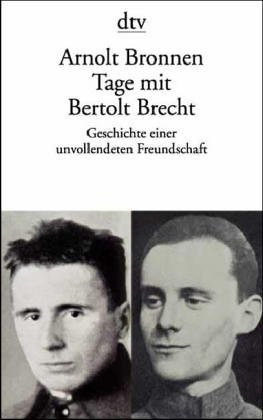 dtv
Arnolt Bronnen
Tage mit
Bertolt Brecht
Geschichte einer
unvollendeten Freundschaft